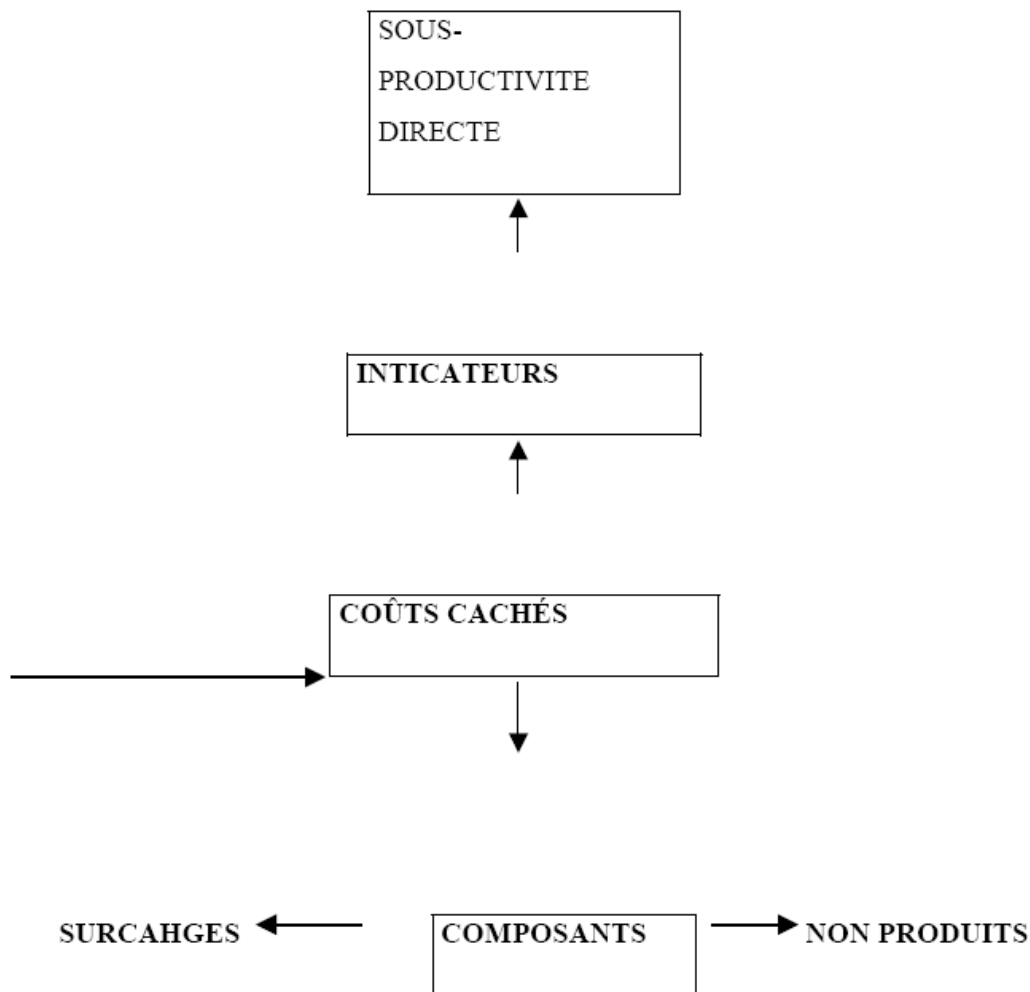 SOUS-
PRODUCTIVITE
DIRECTE
INTICATEURS
COÛTS CACHÉS
SURCAHGES
COMPOSANTS
NON PRODUITS